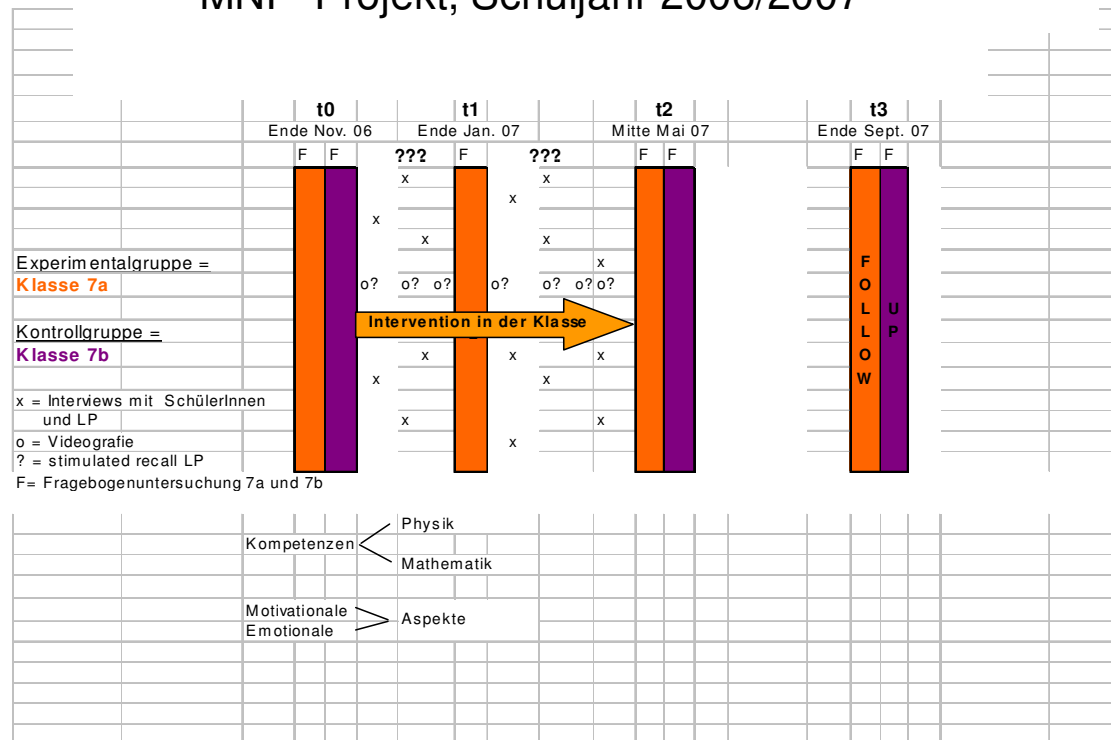 MNI - Projekt, Schuljahr 2006/2007
t0 t1 t2 t3
Ende Nov. 06 Ende Jan. 07 Mitte Mai 07 Ende Sept. 07
F F ??? F ??? F F F F
x x
x
x
x x
Experimentalgruppe = x
Klasse 7a o? o? o? o? o? o? o?
Intervention in der Klasse
Kontrollgruppe =
Klasse 7b x x x
x x
x = Interviews mit SchülerInnen
und LP x x
o = Videografie x
? = stimulated recall LP
F= Fragebogenuntersuchung 7a und 7b
FOLLOW
UP
Physik
Kompetenzen
Mathematik
Motivationale
Aspekte
Emotionale